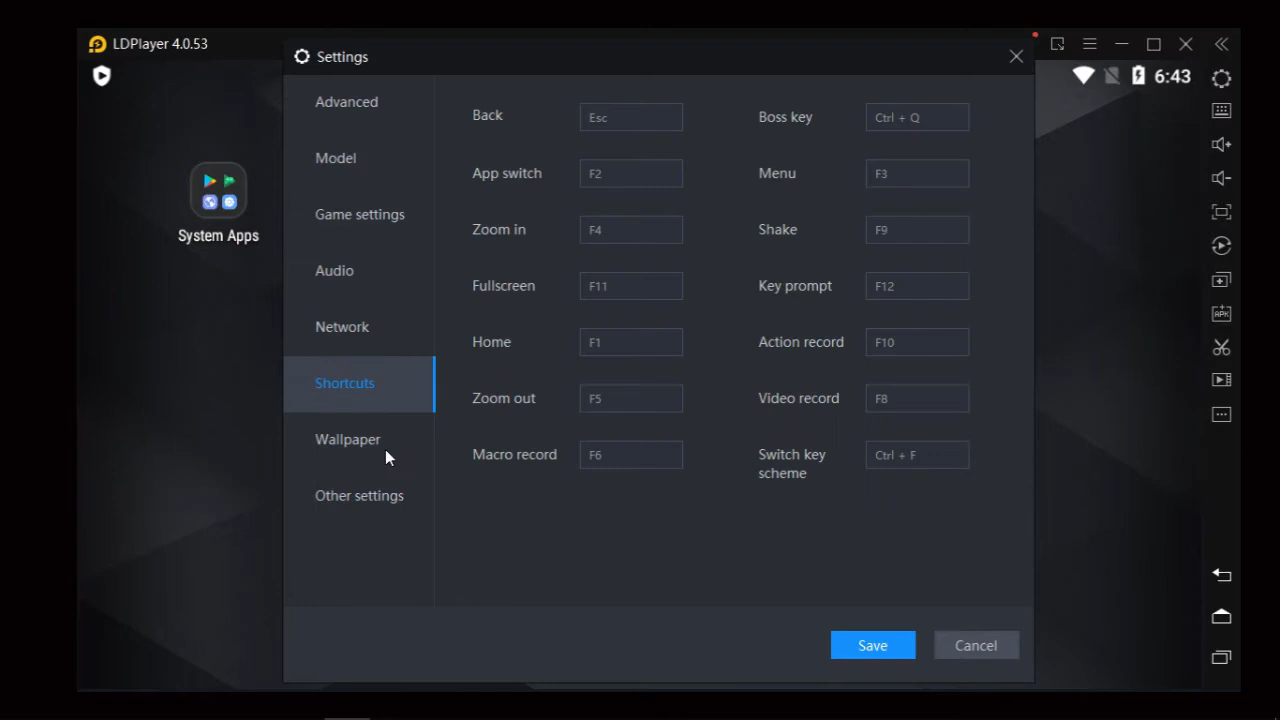 LDPlayer 4.0.53
Settings
6:43
System Apps
Advanced
Model
Game settings
Audio
Network
Shortcuts
Wallpaper
Other settings
Back Esc Boss key Ctrl + Q
App switch F2 Menu F3
Zoom in F4 Shake F9
Fullscreen F11 Key prompt F12
Home F1 Action record F10
Zoom out F5 Video record F8
Macro record F6 Switch key Ctrl + F
scheme
Save Cancel
APK